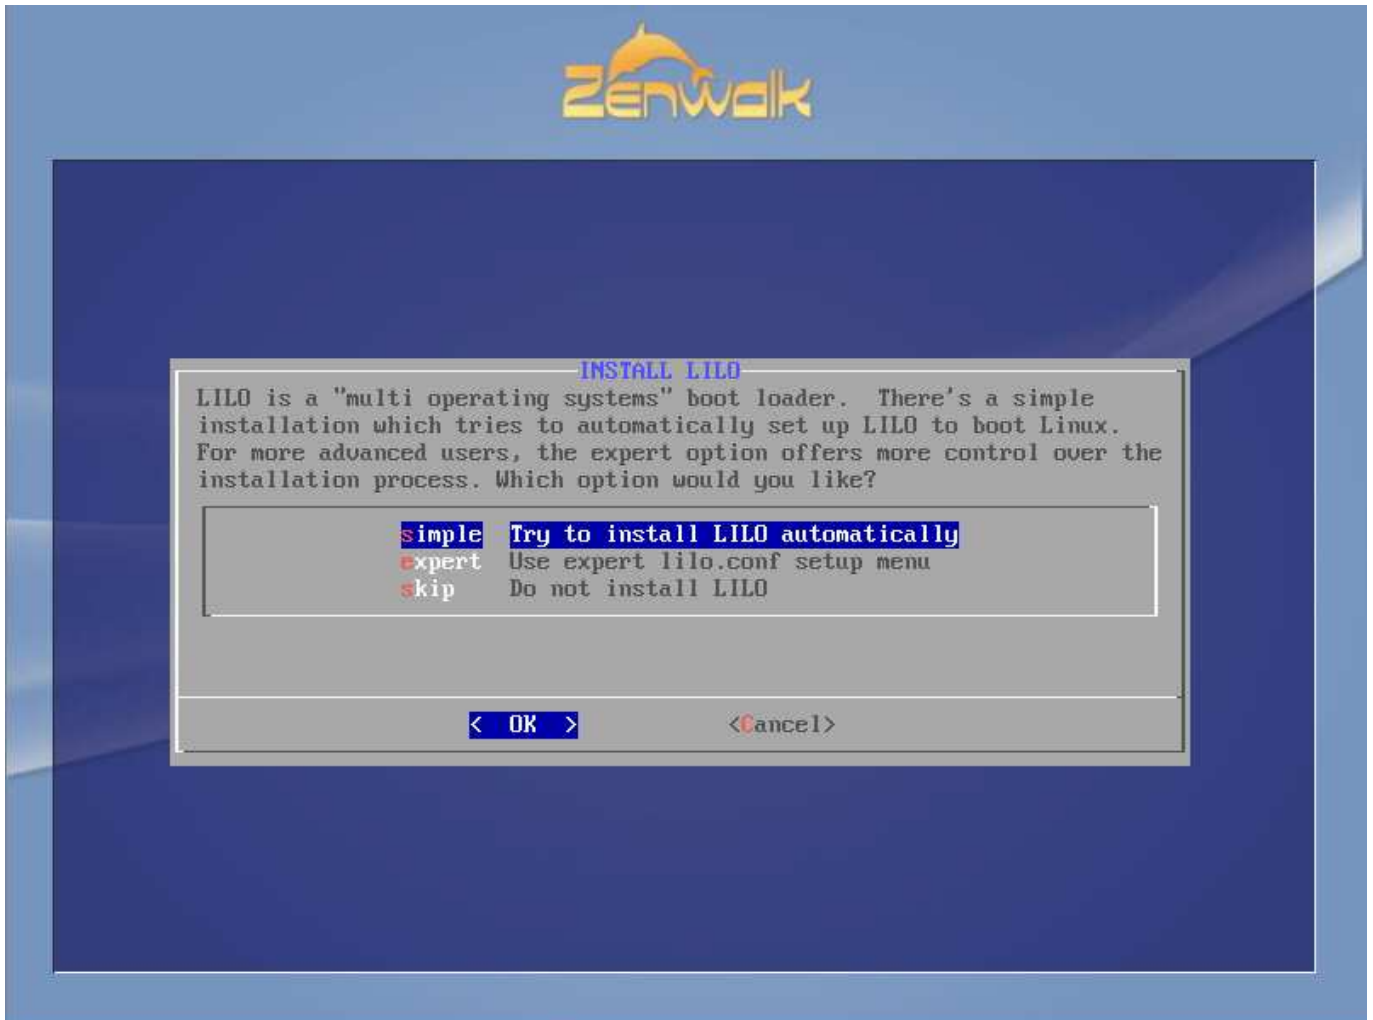 Zenwalk
INSTALL LILO
LILO is a "multi operating systems" boot loader.  There's a simple
installation which tries to automatically set up LILO to boot Linux.
For more advanced users, the expert option offers more control over the
installation process. Which option would you like?
simple  Try to install LILO automatically
expert  Use expert lilo.conf setup menu
skip  Do not install LILO
<  OK  >  <Cancel>